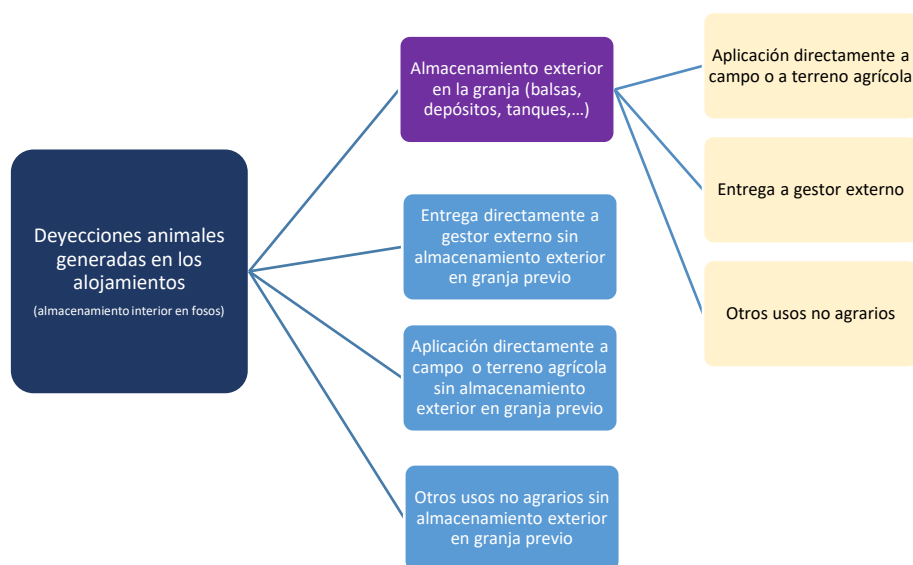 Deyecciones animales
generadas en los
alojamientos
(almacenamiento interior en fosos)
Almacenamiento exterior
en la granja (balsas,
depósitos, tanques,...)
Entrega directamente a
gestor externo sin
almacenamiento exterior
en granja previo
Aplicación directamente a
campo o terreno agrícola
sin almacenamiento
exterior en granja previo
Otros usos no agrarios sin
almacenamiento exterior
en granja previo
Aplicación directamente a
campo o a terreno agrícola
Entrega a gestor externo
Otros usos no agrarios